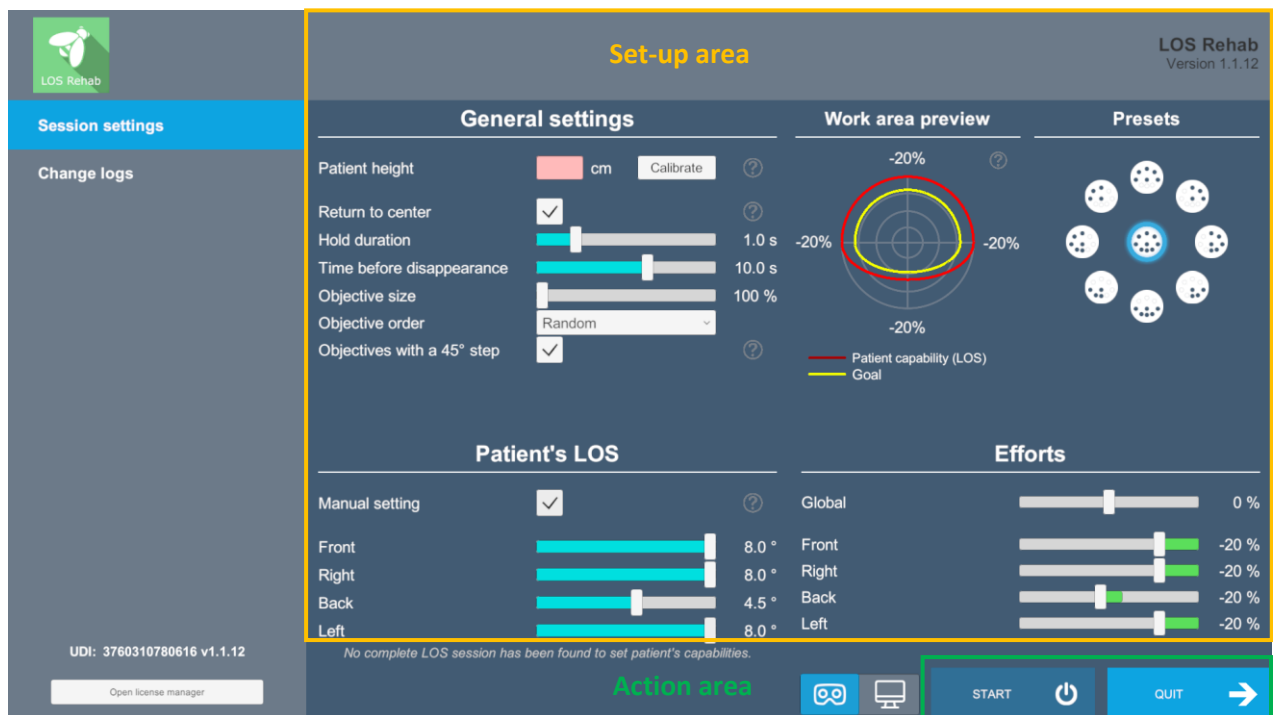 LOS Rehab
Session settings
Change logs
UDI: 3760310780616 v1.1.12
Open license manager
Set-up area
LOS Rehab
Version 1.1.12
General settings
Patient height cm Calibrate ?
Return to center ?
Hold duration 1.0 s
Time before disappearance 10.0 s
Objective size 100 %
Objective order Random
Objectives with a 45° step ?
Work area preview
-20% ?
-20% -20%
-20%
Patient capability (LOS)
Goal
Presets
Patient's LOS
Manual setting ?
Front 8.0 °
Right 8.0 °
Back 4.5 °
Left 8.0 °
Efforts
Global 0 %
Front -20 %
Right -20 %
Back -20 %
Left -20 %
No complete LOS session has been found to set patient's capabilities.
Action area
START
QUIT